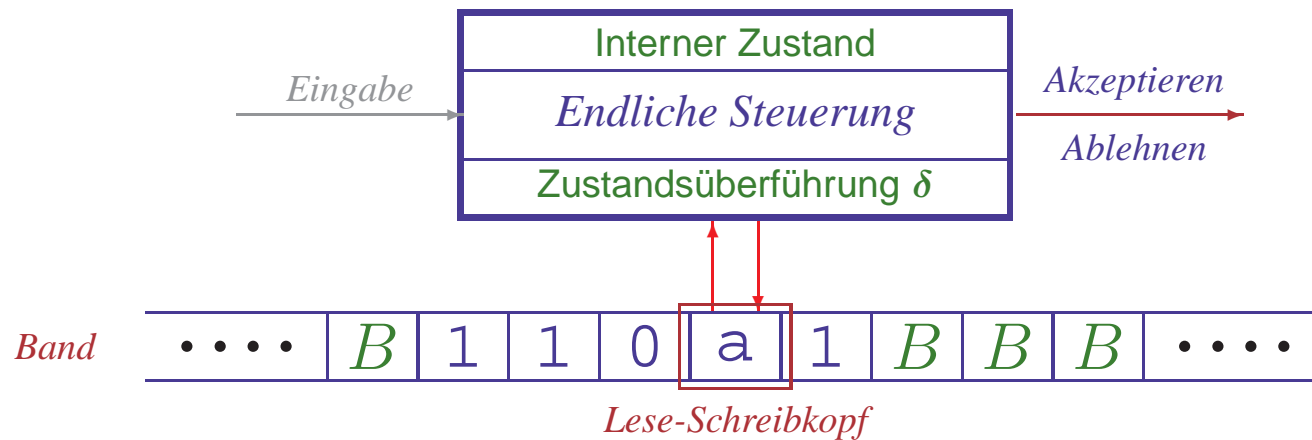 Interner Zustand
Eingabe
Endliche Steuerung
Akzeptieren
Ablehnen
Zustandsüberführung δ
Band
• • • • B 1 1 0 a 1 B B B • • • •
Lese-Schreibkopf